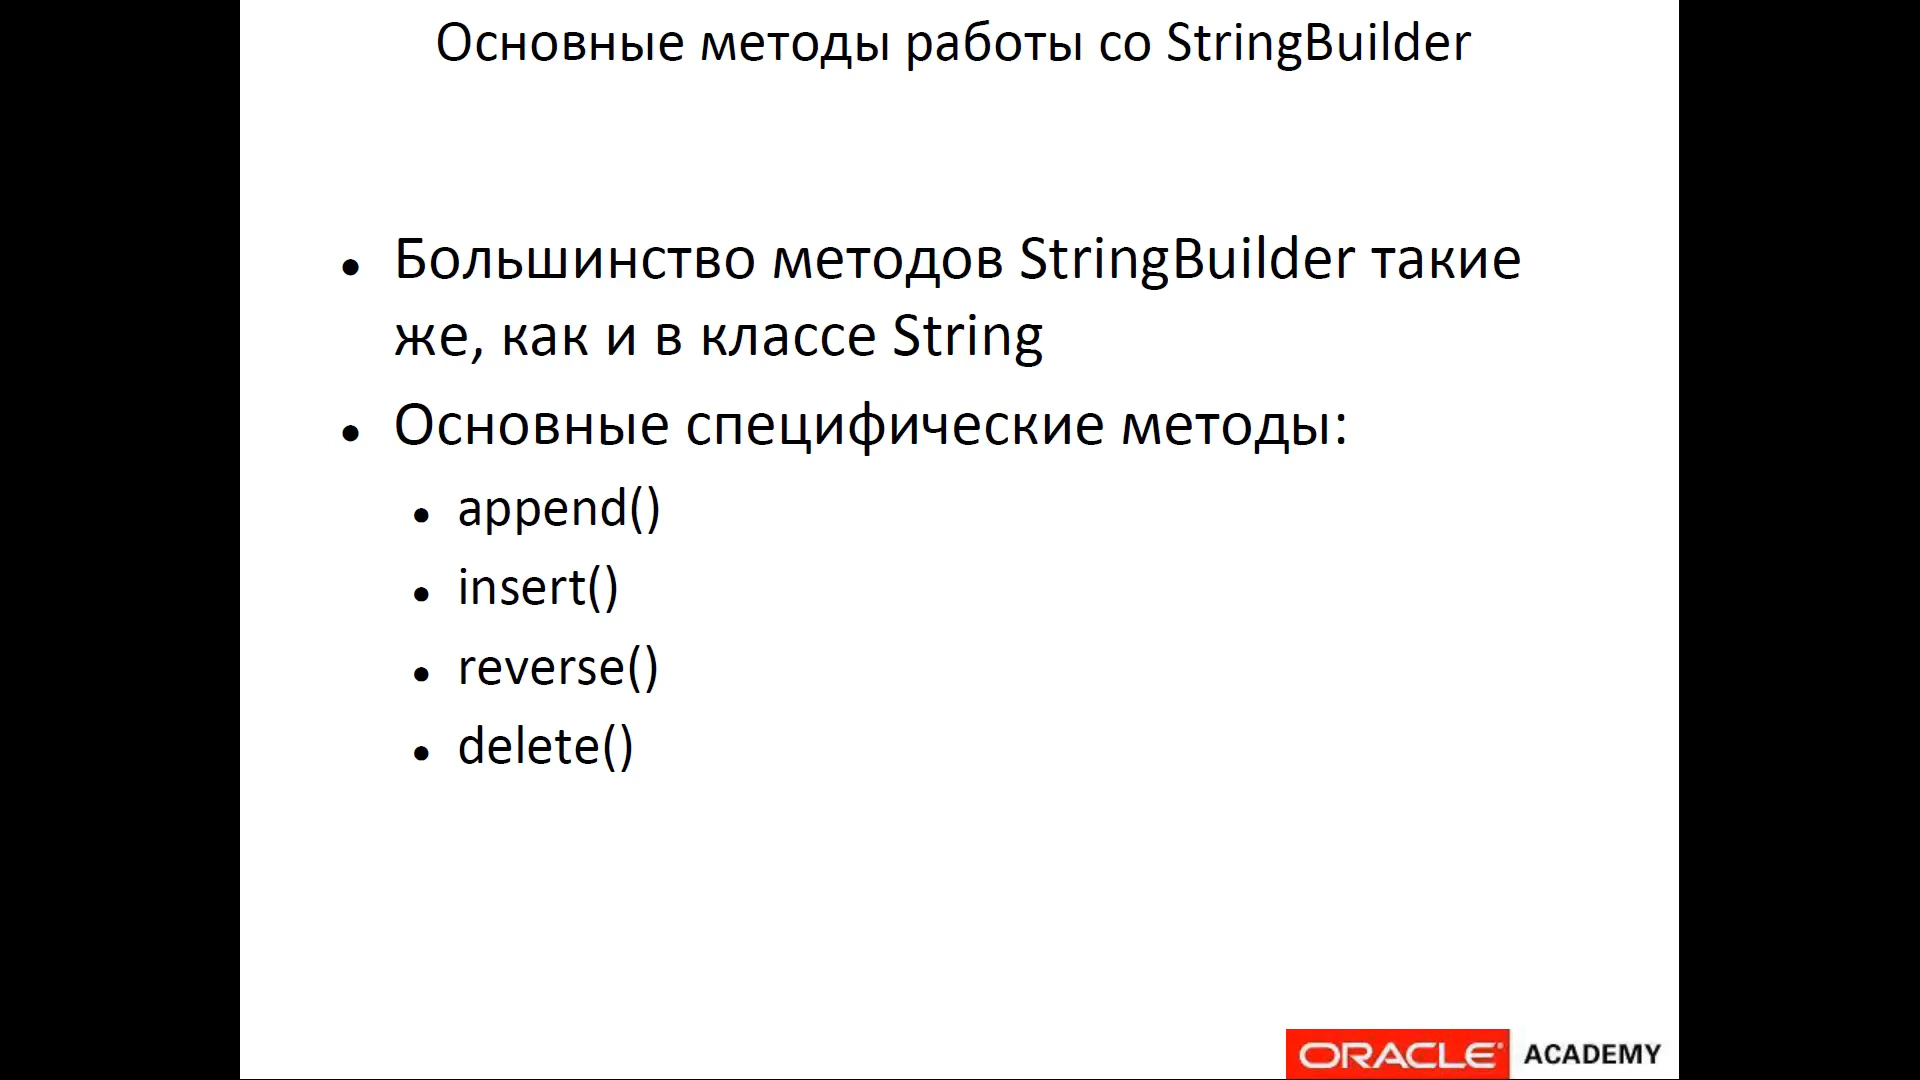 Основные методы работы со StringBuilder
• Большинство методов StringBuilder такие
же, как и в классе String
• Основные специфические методы:
• append()
• insert()
• reverse()
• delete()
ORACLE® ACADEMY